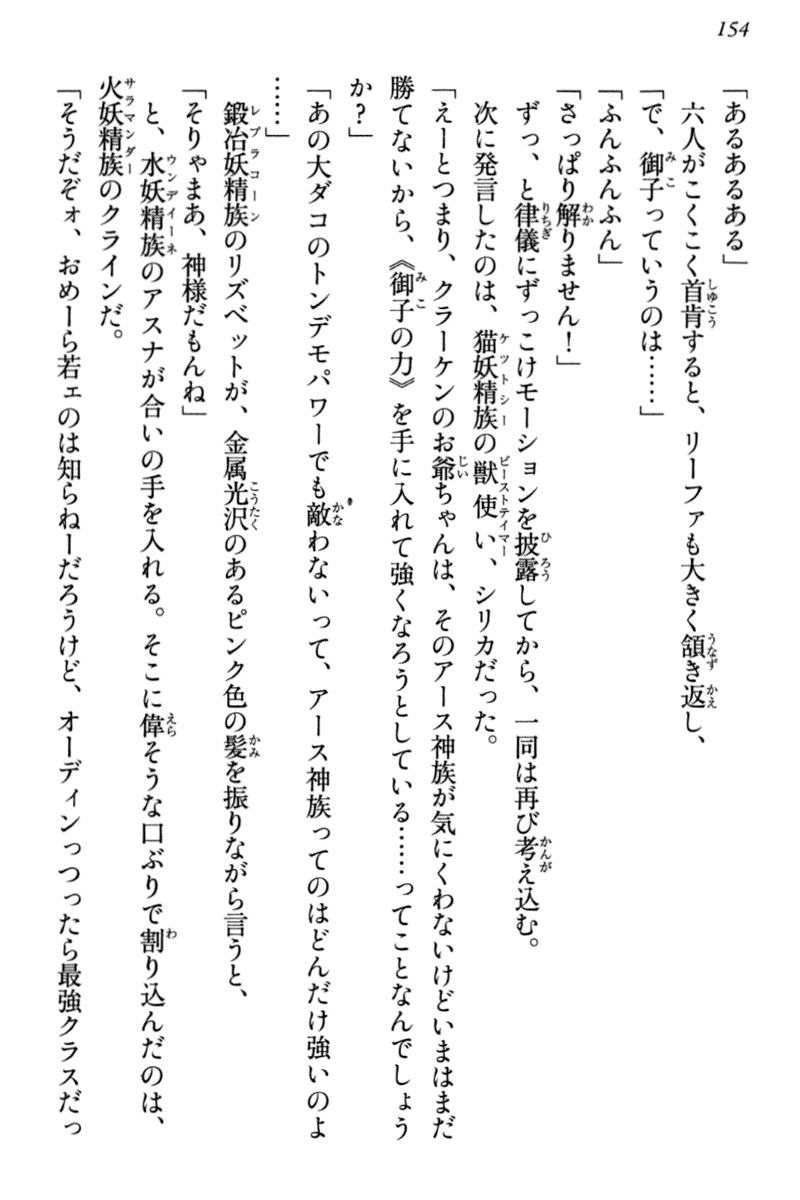 154
「あるあるある」
六人がこくこく首肯すると、リーファも大きく頷き返し、
「で、御子っていうのは……」
「ふんふんふん」
「さっぱり解りません！」
ずっ、と律儀にずっこけモーションを披露してから、一同は再び考え込む。
次に発言したのは、猫妖精族の獣使い、シリカだった。
「えーとつまり、クラーケンのお爺ちゃんは、そのアース神族が気にくわないけどいまはまだ
勝てないから、《御子の力》を手に入れて強くなろうとしている……ってことなんでしょう
か？」
「あの大ダコのトンデモパワーでも敵わないって、アース神族ってのはどんだけ強いのよ
……」
鍛冶妖精族のリズベットが、金属光沢のあるピンク色の髪を振りながら言うと、
「そりゃまあ、神様だもんね」
と、水妖精族のアスナが合いの手を入れる。そこに偉そうな口ぶりで割り込んだのは、
火妖精族のクラインだ。
「そうだぞォ、おめーら若ェのは知らねーだろうけど、オーディンっつったら最強クラスだっ